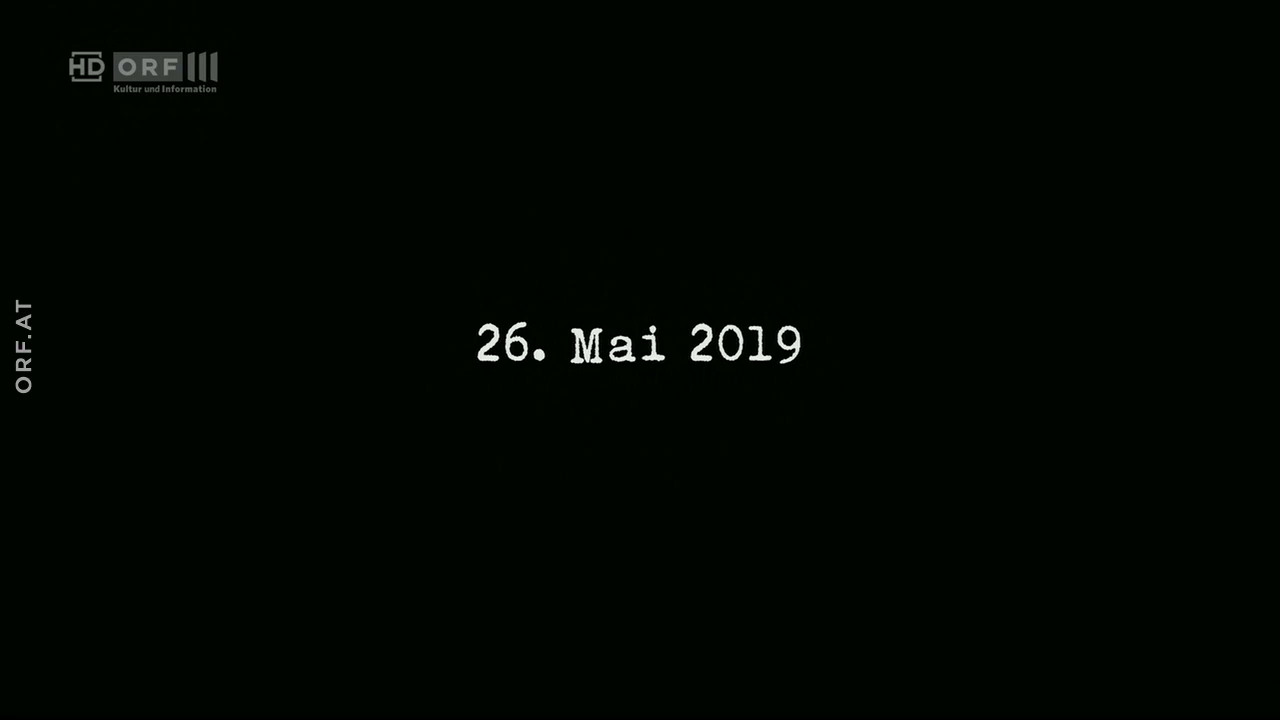 HD ORF III
Kultur und Information
ORF.AT
26. Mai 2019